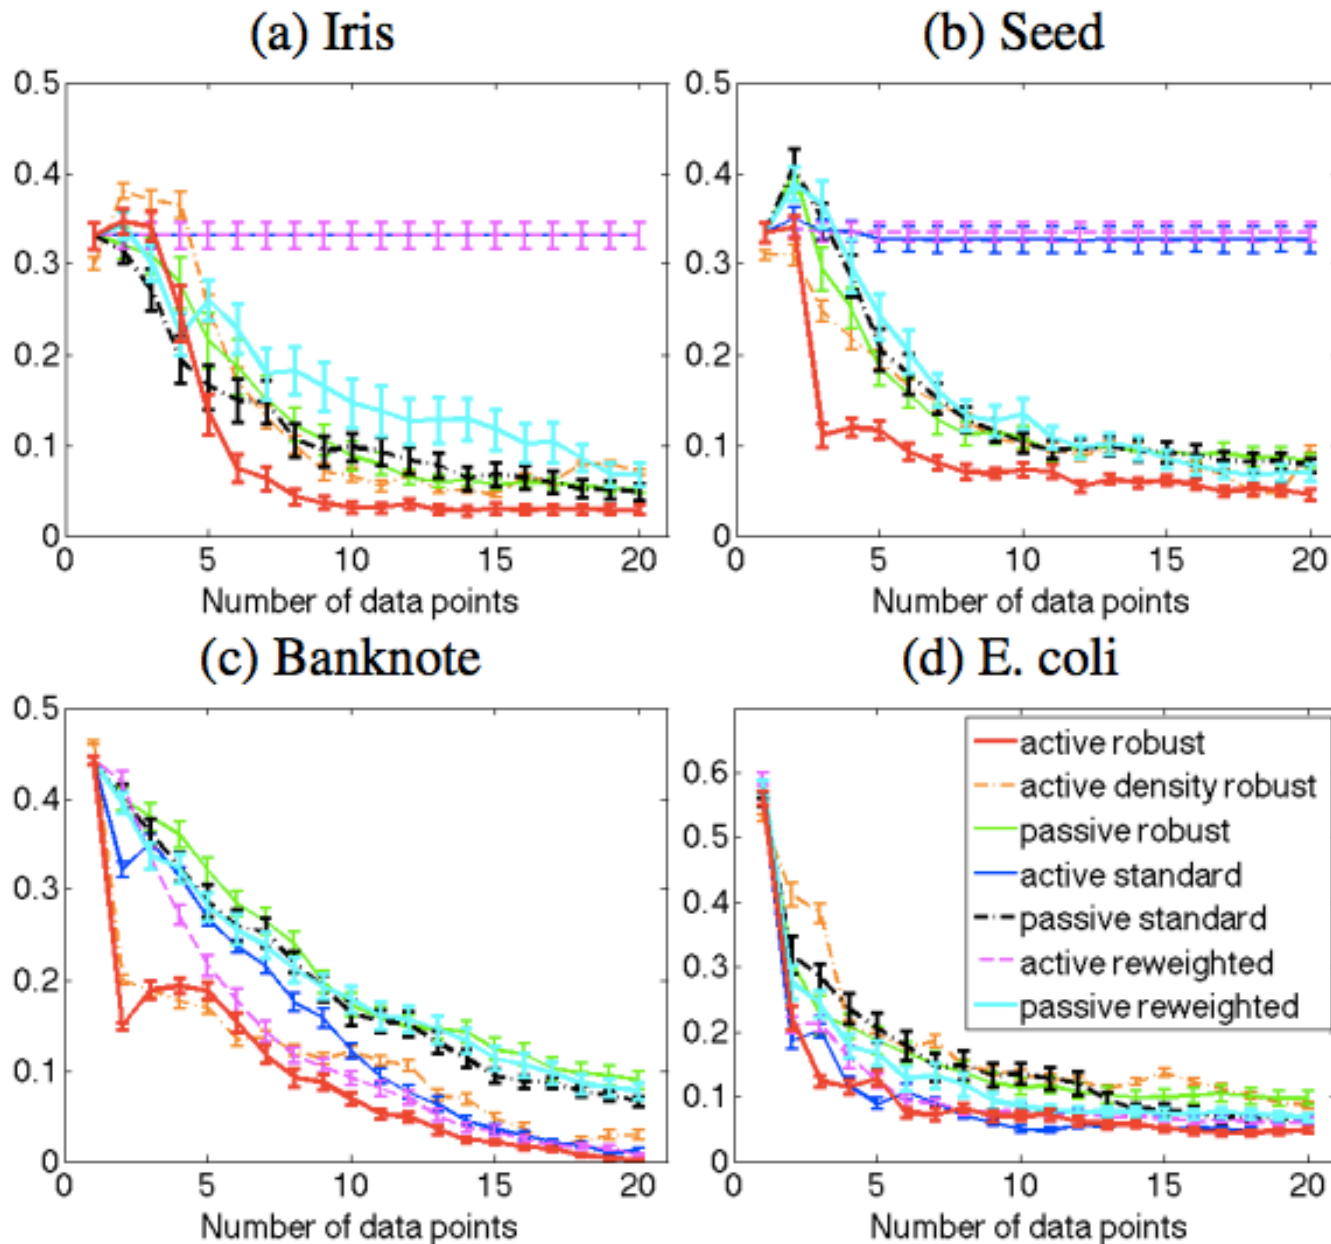 (a) Iris
(b) Seed
0.5
0.4
0.3
0.2
0.1
0
0 5 10 15 20
Number of data points
0.5
0.4
0.3
0.2
0.1
0
0 5 10 15 20
Number of data points
(c) Banknote
(d) E. coli
0.5
0.4
0.3
0.2
0.1
0
0 5 10 15 20
Number of data points
0.6
0.5
0.4
0.3
0.2
0.1
0
0 5 10 15 20
Number of data points
active robust
active density robust
passive robust
active standard
passive standard
active reweighted
passive reweighted